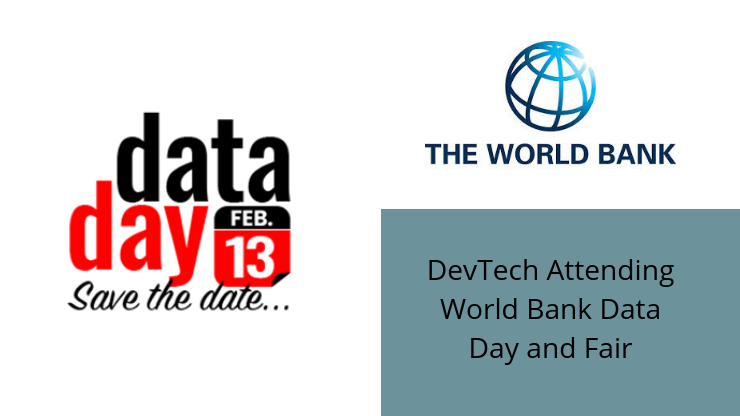 data
day
FEB.
13
Save the date...
THE WORLD BANK
DevTech Attending
World Bank Data
Day and Fair